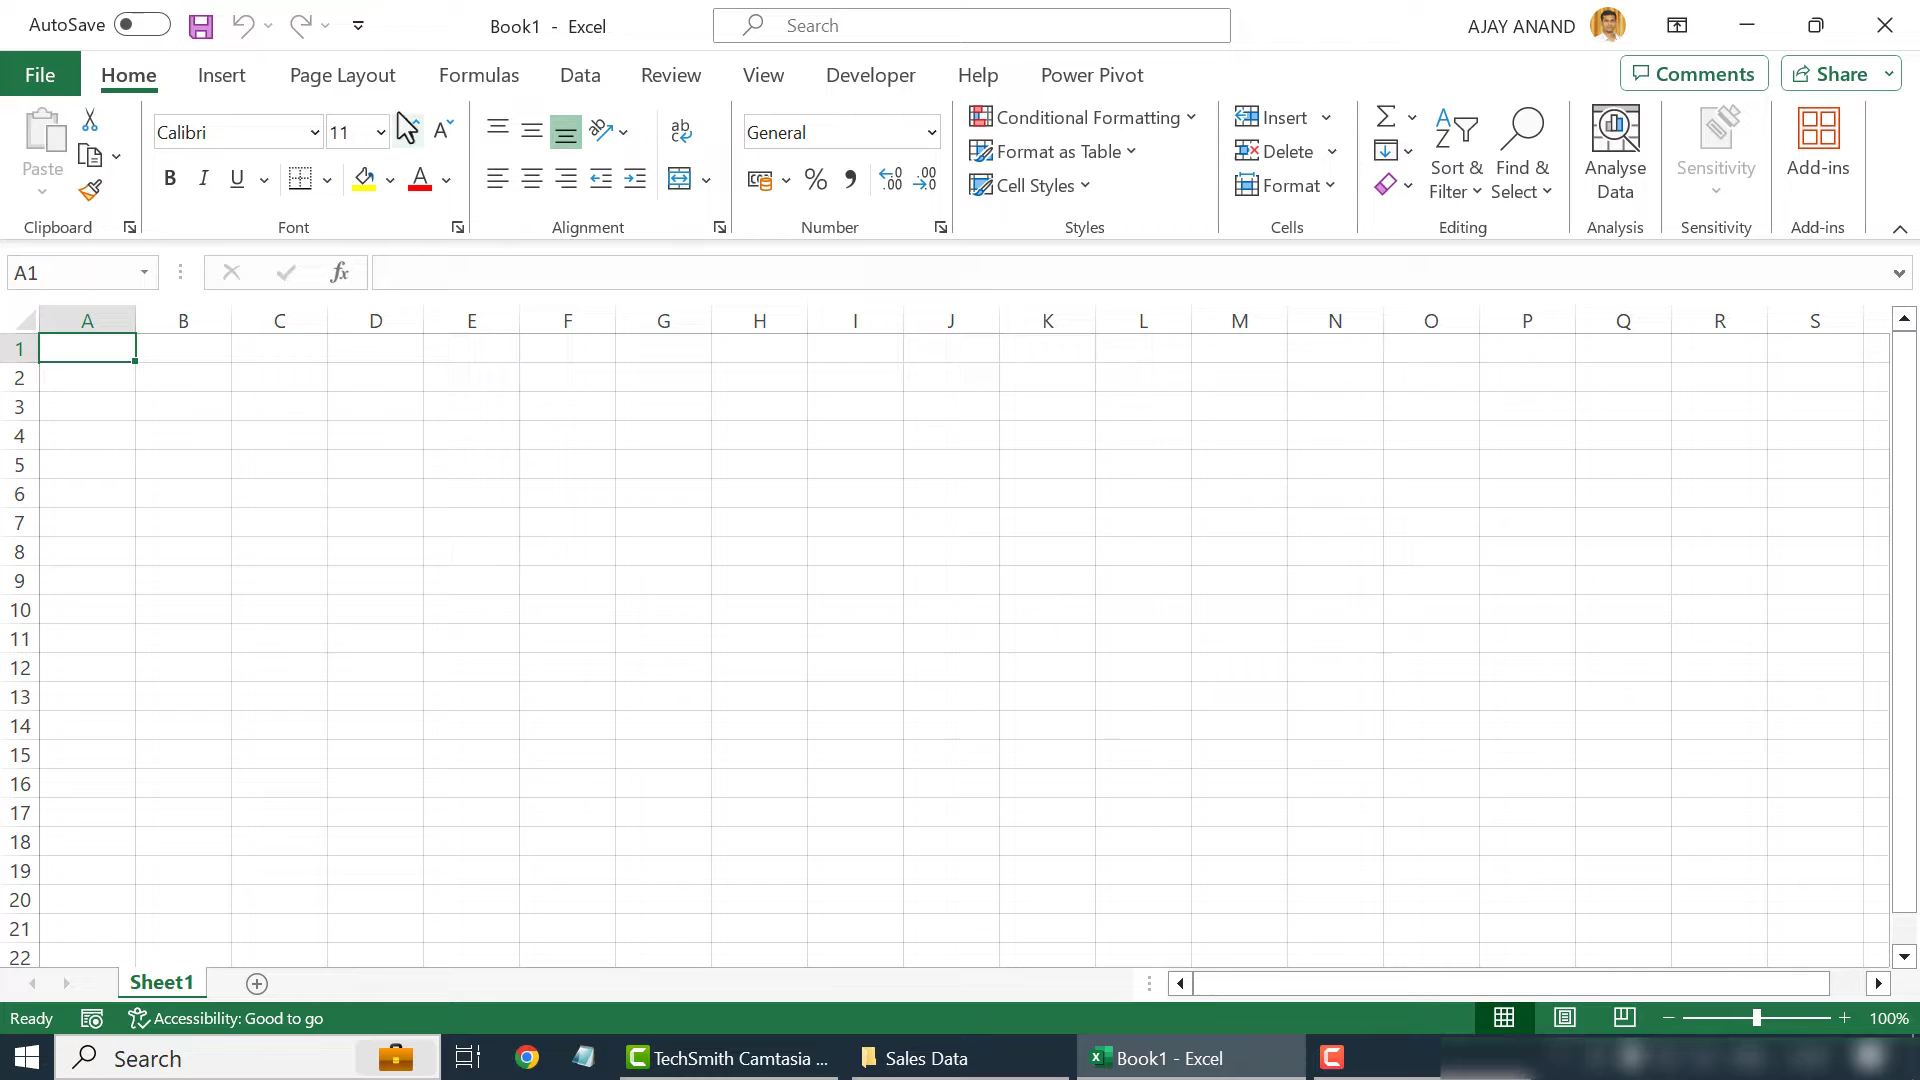 AutoSave
Book1 - Excel
Search
AJAY ANAND
File Home Insert Page Layout Formulas Data Review View Developer Help Power Pivot
Comments
Share
Paste
Clipboard
Calibri
11
B I U
A
Font
ab
c
Alignment
General
% , .00
Number
Conditional Formatting
Format as Table
Cell Styles
Styles
Insert
Delete
Format
Cells
Sort & Filter
Find & Select
Editing
Analyse Data
Analysis
Sensitivity
Sensitivity
Add-ins
Add-ins
A1
fx
A B C D E F G H I J K L M N O P Q R S
1
2
3
4
5
6
7
8
9
10
11
12
13
14
15
16
17
18
19
20
21
22
Sheet1
Ready
Accessibility: Good to go
100%
Search
TechSmith Camtasia ...
Sales Data
Book1 - Excel